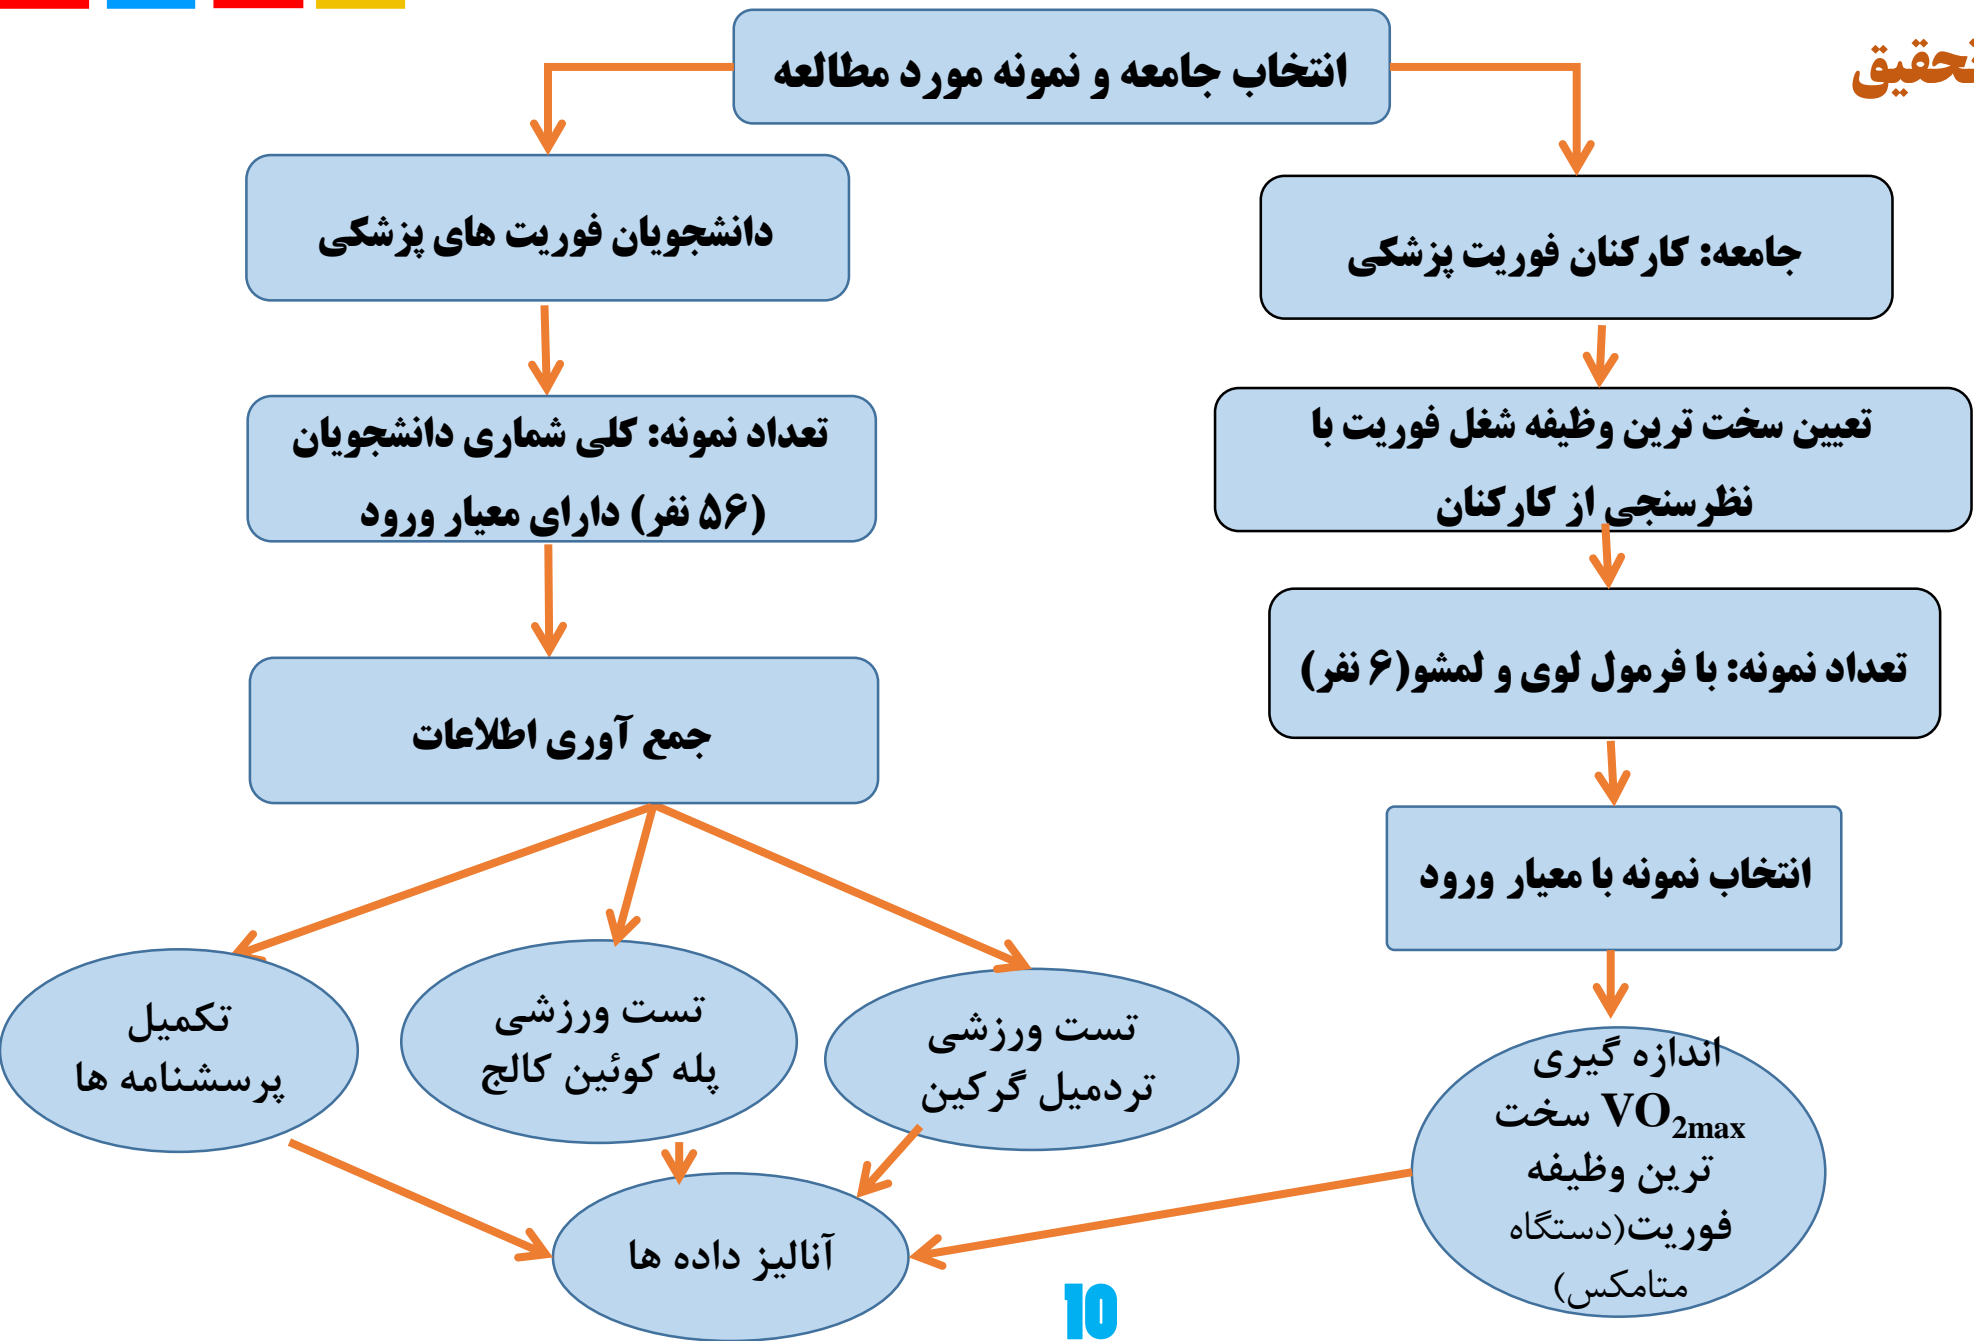 تحقیق
انتخاب جامعه و نمونه مورد مطالعه
جامعه: کارکنان فوریت پزشکی
تعیین سخت ترین وظیفه شغل فوریت با
نظرسنجی از کارکنان
تعداد نمونه: با فرمول لوی و لمشو(۶ نفر)
انتخاب نمونه با معیار ورود
اندازه گیری
VO2max سخت
ترین وظیفه
فوریت(دستگاه
متامکس)
دانشجویان فوریت های پزشکی
تعداد نمونه: کلی شماری دانشجویان
(۵۶ نفر) دارای معیار ورود
جمع آوری اطلاعات
تست ورزشی
تردمیل گرکین
تست ورزشی
پله کوئین کالج
تکمیل
پرسشنامه ها
آنالیز داده ها
10